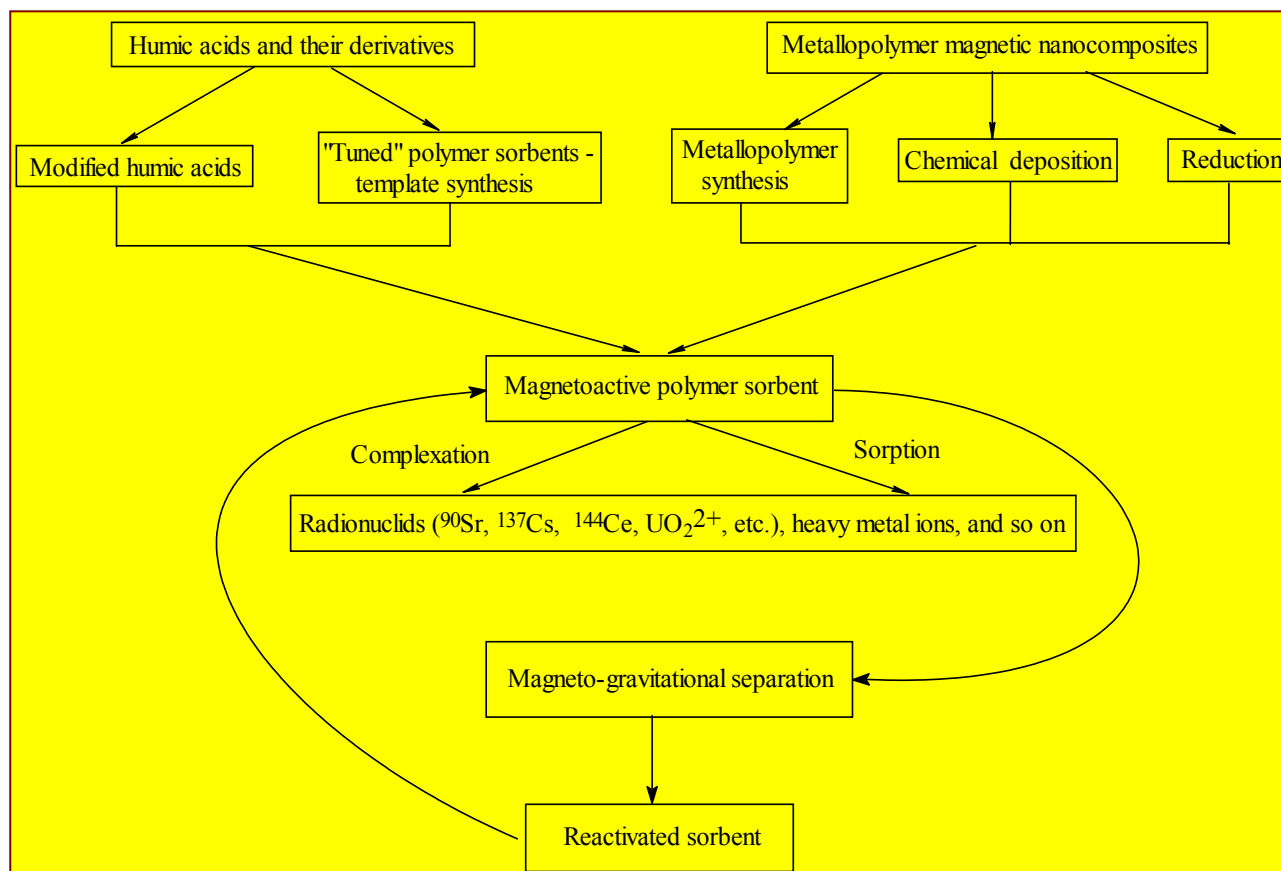 Humic acids and their derivatives
Metallopolymer magnetic nanocomposites
Modified humic acids
"Tuned" polymer sorbents -
template synthesis
Metallopolymer
synthesis
Chemical deposition
Reduction
Magnetoactive polymer sorbent
Complexation
Sorption
Radionuclids (⁹⁰Sr, ¹³⁷Cs, ¹⁴⁴Ce, UO₂²⁺, etc.), heavy metal ions, and so on
Magneto-gravitational separation
Reactivated sorbent